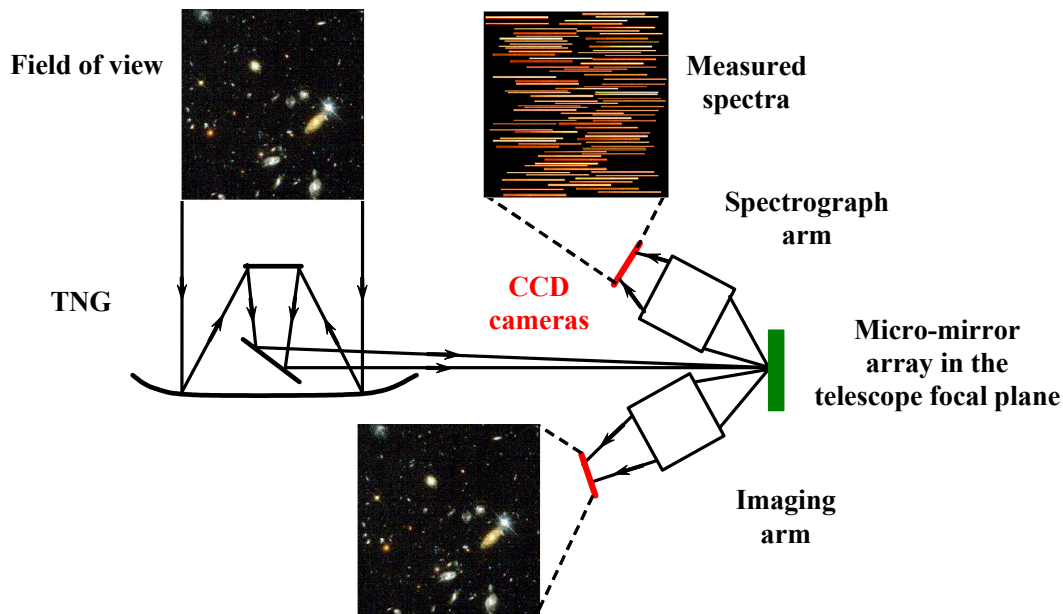 Field of view
Measured
spectra
Spectrograph
arm
TNG
CCD
cameras
Micro-mirror
array in the
telescope focal plane
Imaging
arm